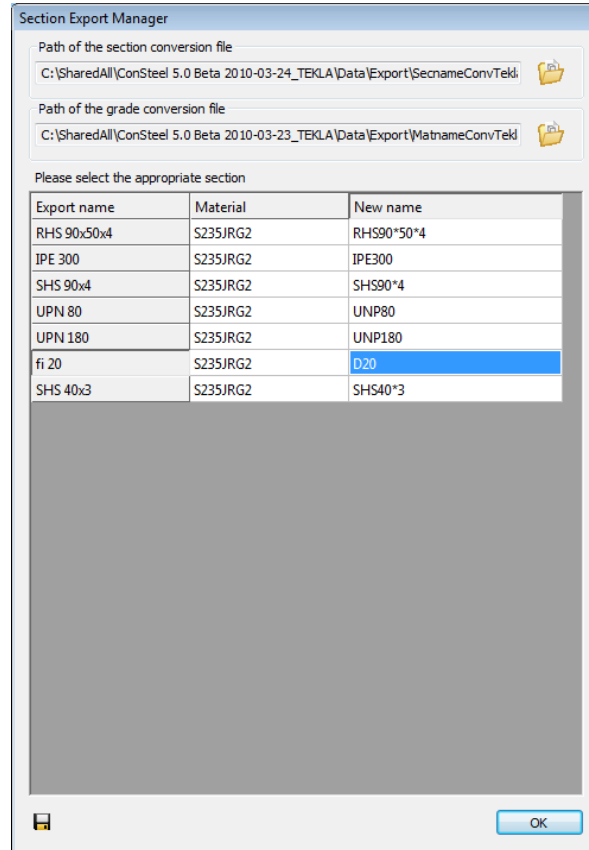 Section Export Manager
Path of the section conversion file
C:\SharedAll\ConSteel 5.0 Beta 2010-03-24_TEKLA\Data\Export\SecnameConvTekl
Path of the grade conversion file
C:\SharedAll\ConSteel 5.0 Beta 2010-03-23_TEKLA\Data\Export\MatnameConvTekl
Please select the appropriate section
Export name Material New name
RHS 90x50x4 S235JRG2 RHS90*50*4
IPE 300 S235JRG2 IPE300
SHS 90x4 S235JRG2 SHS90*4
UPN 80 S235JRG2 UNP80
UPN 180 S235JRG2 UNP180
fi 20 S235JRG2 D20
SHS 40x3 S235JRG2 SHS40*3
OK